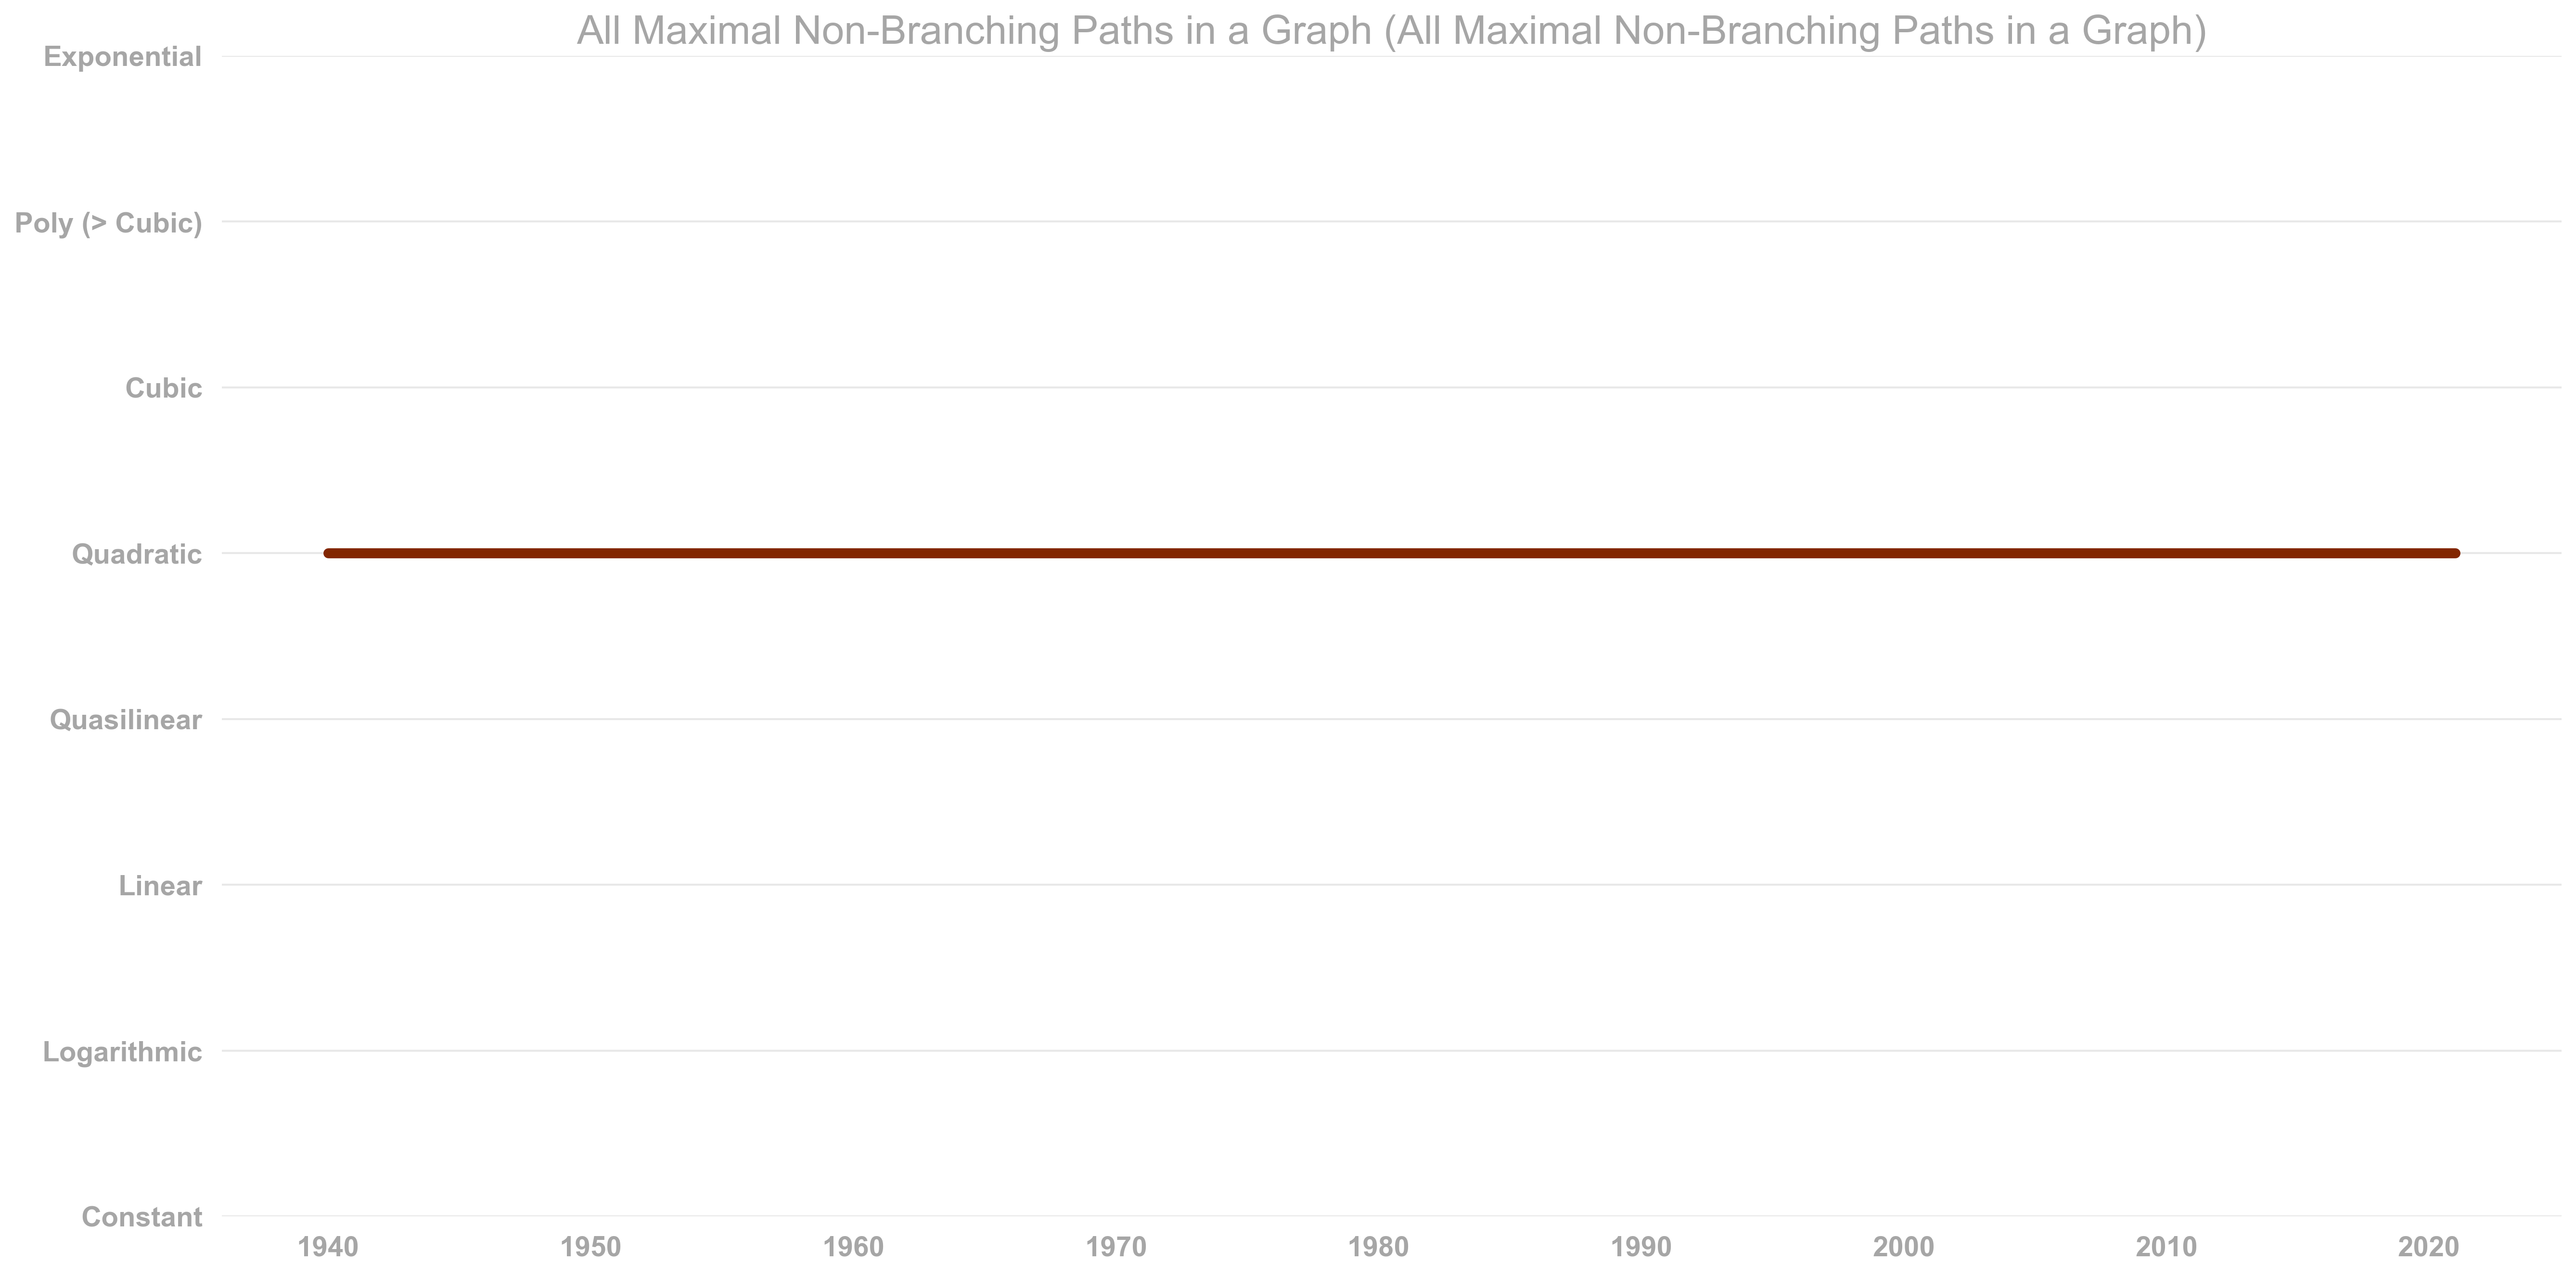 All Maximal Non-Branching Paths in a Graph (All Maximal Non-Branching Paths in a Graph)
Exponential
Poly (> Cubic)
Cubic
Quadratic
Quasilinear
Linear
Logarithmic
Constant
1940 1950 1960 1970 1980 1990 2000 2010 2020